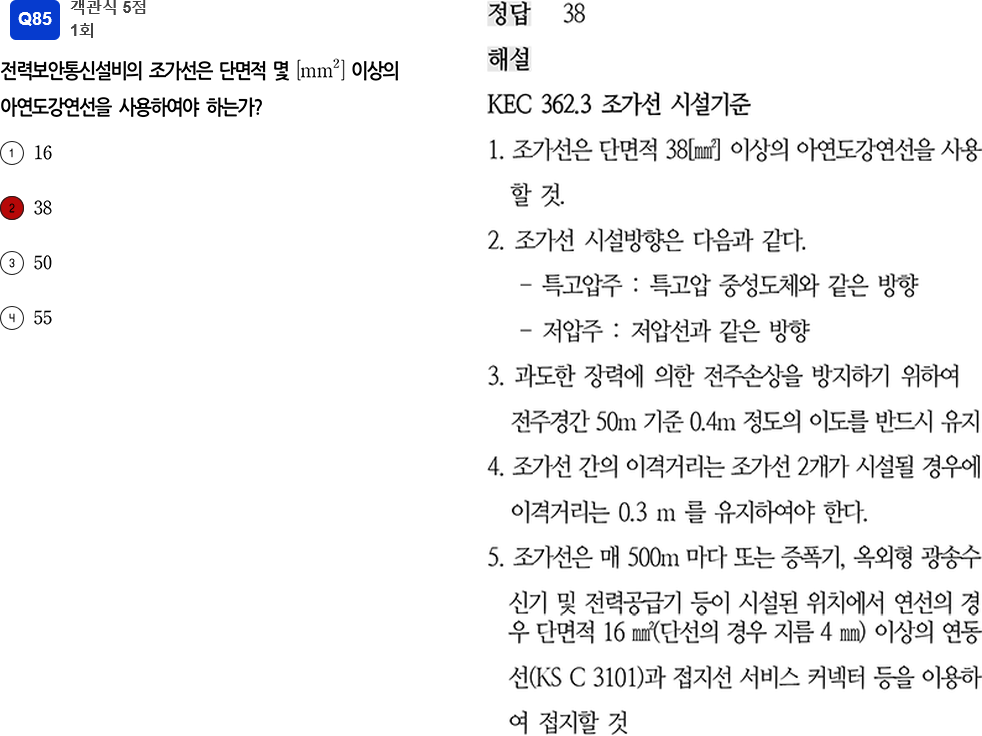 Q85
객관식 5점
1회
전력보안통신설비의 조가선은 단면적 몇 [mm²] 이상의
아연도강연선을 사용하여야 하는가?
① 16
② 38
③ 50
④ 55
정답 38
해설
KEC 362.3 조가선 시설기준
1. 조가선은 단면적 38[㎟] 이상의 아연도강연선을 사용
할 것.
2. 조가선 시설방향은 다음과 같다.
- 특고압주 : 특고압 중성도체와 같은 방향
- 저압주 : 저압선과 같은 방향
3. 과도한 장력에 의한 전주손상을 방지하기 위하여
전주경간 50m 기준 0.4m 정도의 이도를 반드시 유지
4. 조가선 간의 이격거리는 조가선 2개가 시설될 경우에
이격거리는 0.3 m 를 유지하여야 한다.
5. 조가선은 매 500m 마다 또는 증폭기, 옥외형 광송수
신기 및 전력공급기 등이 시설된 위치에서 연선의 경
우 단면적 16 ㎟(단선의 경우 지름 4 ㎜) 이상의 연동
선(KS C 3101)과 접지선 서비스 커넥터 등을 이용하
여 접지할 것